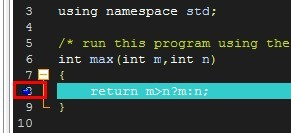 3 using namespace std;
4
5 /* run this program using the
6 int max(int m,int n)
7 {
8 return m>n?m:n;
9 }
10